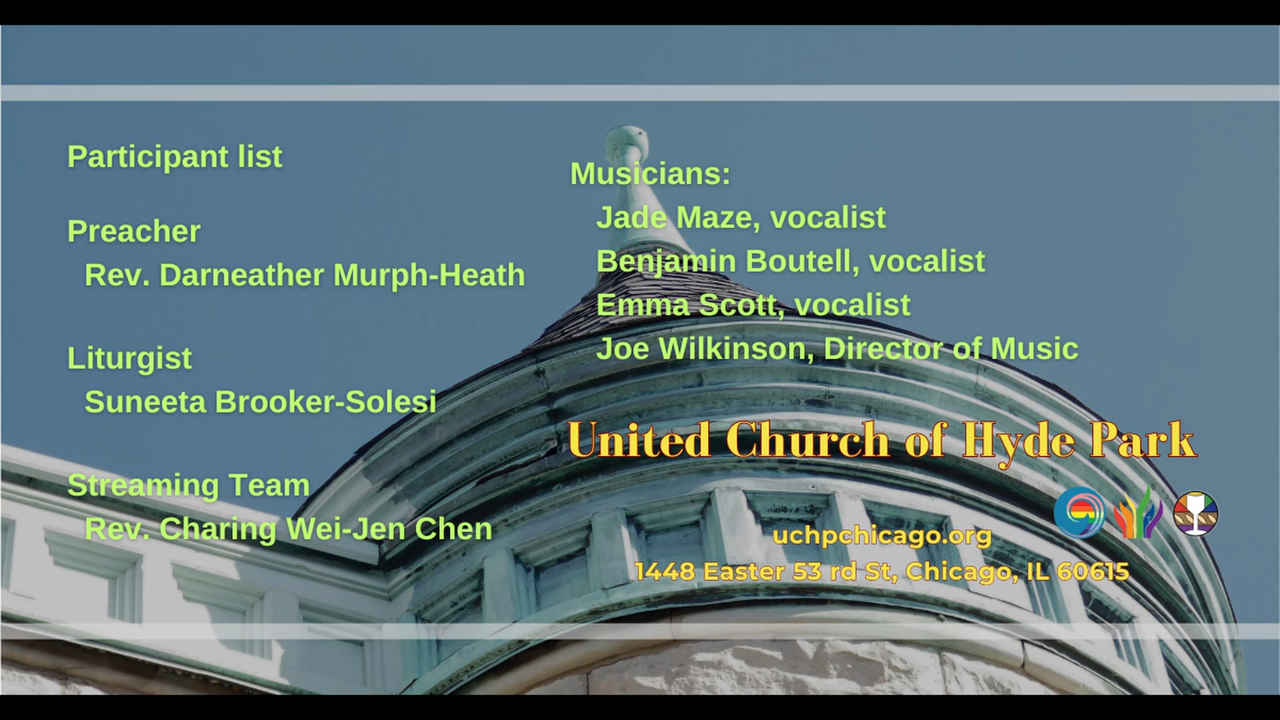 Participant list
Preacher
Rev. Darneather Murph-Heath
Liturgist
Suneeta Brooker-Solesi
Streaming Team
Rev. Charing Wei-Jen Chen
Musicians:
Jade Maze, vocalist
Benjamin Boutell, vocalist
Emma Scott, vocalist
Joe Wilkinson, Director of Music
United Church of Hyde Park
uchpchicago.org
1448 Easter 53 rd St, Chicago, IL 60615